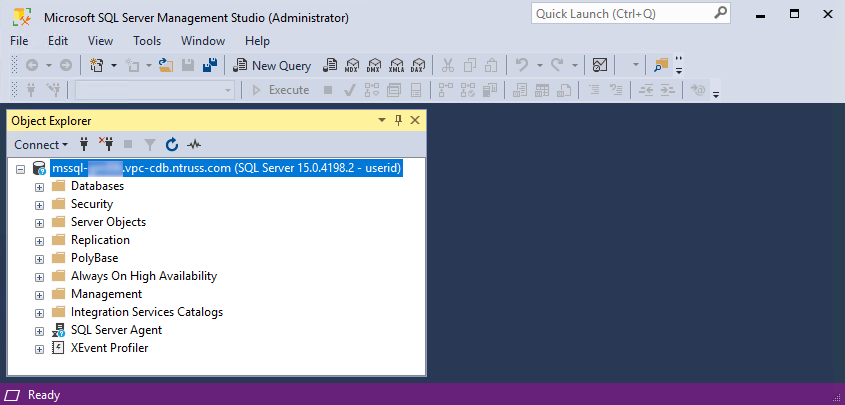 Microsoft SQL Server Management Studio (Administrator)
Quick Launch (Ctrl+Q)
File Edit View Tools Window Help
New Query MDX DMX XMLA DAX
Execute
Object Explorer
Connect
mssql- .vpc-cdb.ntruss.com (SQL Server 15.0.4198.2 - userid)
Databases
Security
Server Objects
Replication
PolyBase
Always On High Availability
Management
Integration Services Catalogs
SQL Server Agent
XEvent Profiler
Ready